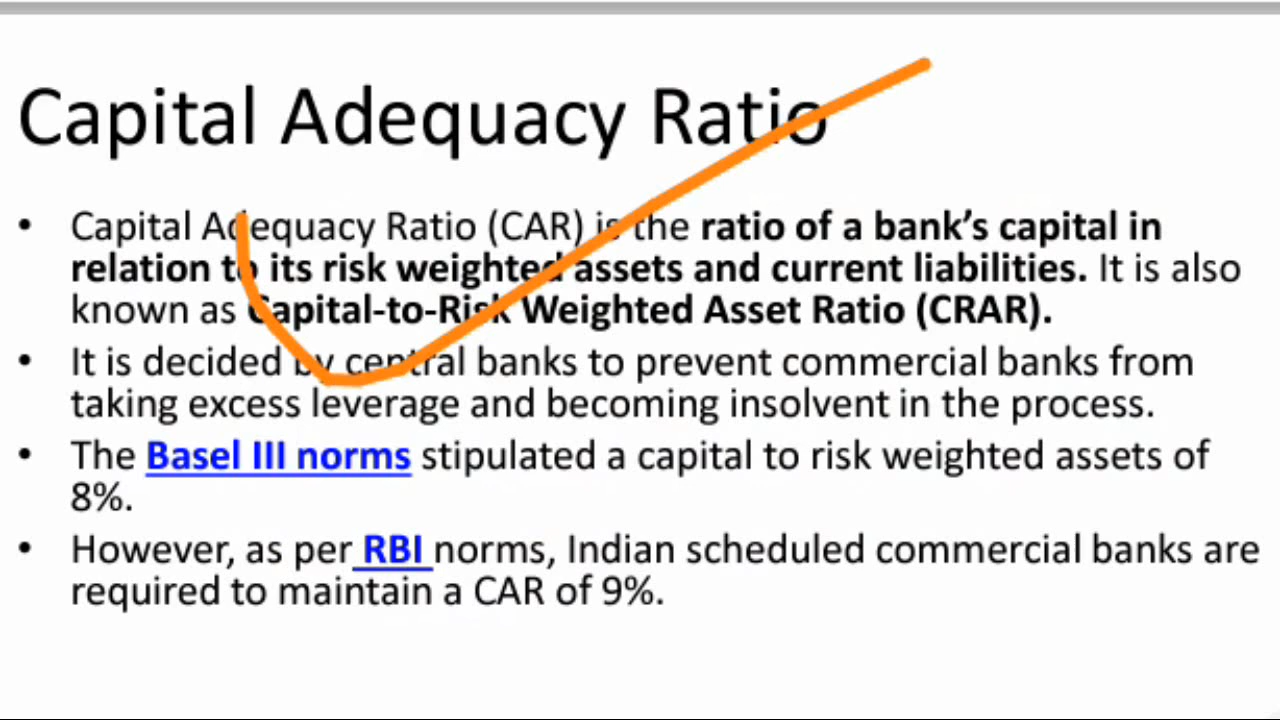 Capital Adequacy Ratio
• Capital Adequacy Ratio (CAR) is the ratio of a bank's capital in
relation to its risk weighted assets and current liabilities. It is also
known as Capital-to-Risk Weighted Asset Ratio (CRAR).
• It is decided by central banks to prevent commercial banks from
taking excess leverage and becoming insolvent in the process.
• The Basel III norms stipulated a capital to risk weighted assets of
8%.
• However, as per RBI norms, Indian scheduled commercial banks are
required to maintain a CAR of 9%.